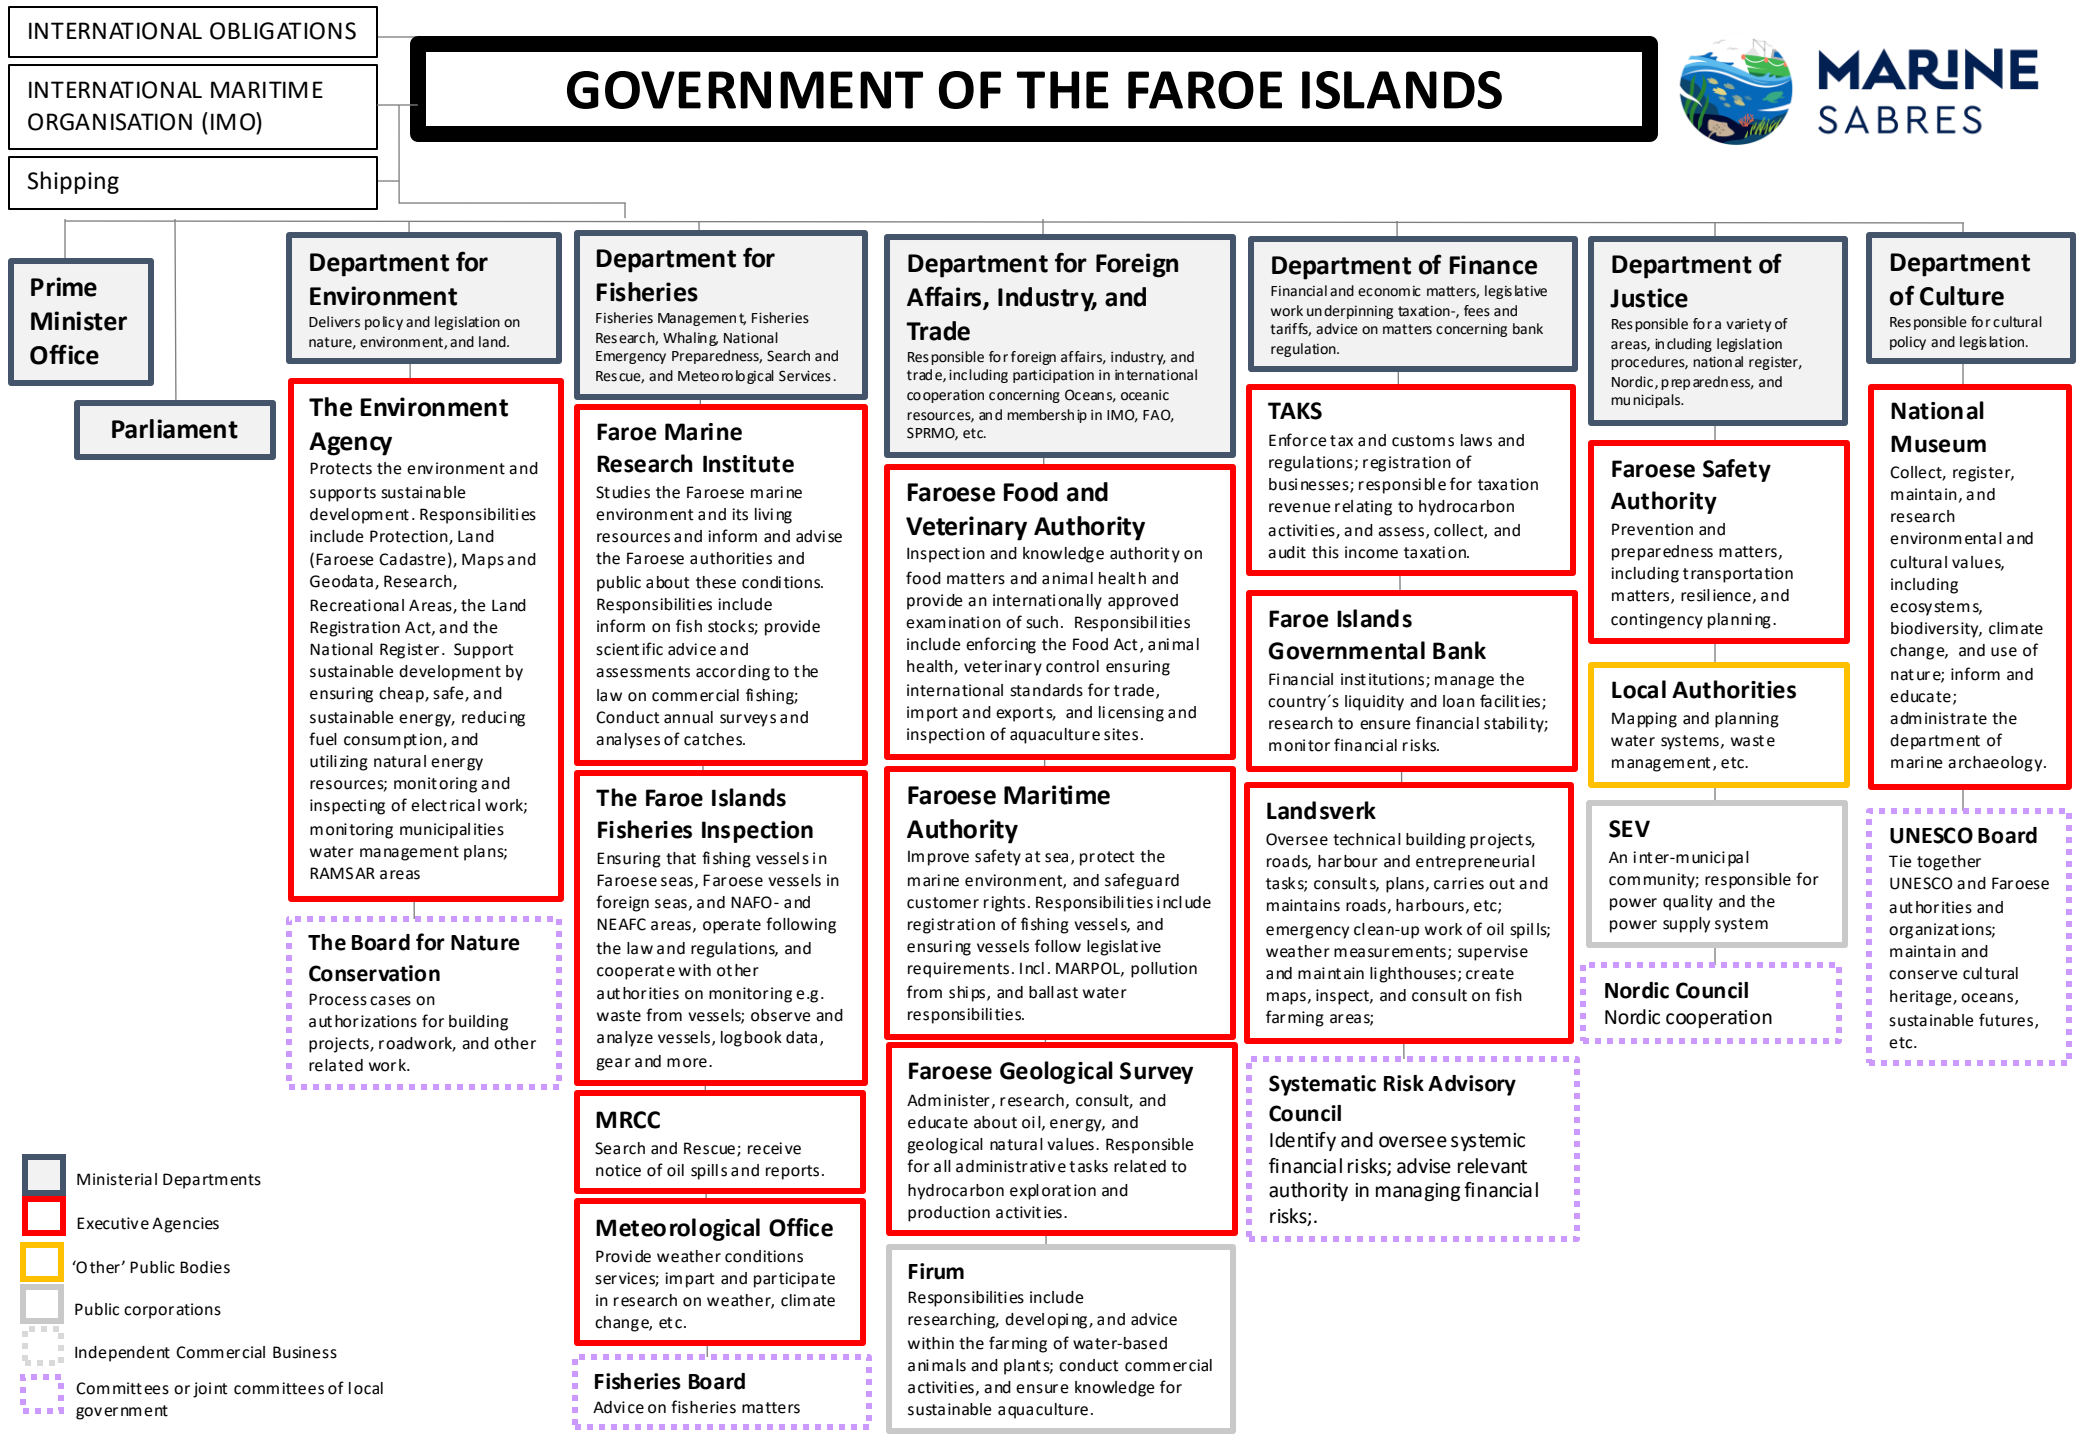 INTERNATIONAL OBLIGATIONS
INTERNATIONAL MARITIME
ORGANISATION (IMO)
Shipping
GOVERNMENT OF THE FAROE ISLANDS
MARINE
SABRES
Prime
Minister
Office
Parliament
Department for
Environment
Delivers policy and legislation on
nature, environment, and land.
The Environment
Agency
Protects the environment and
supports sustainable
development. Responsibilities
include Protection, Land
(Faroese Cadastre), Maps and
Geodata, Research,
Recreational Areas, the Land
Registration Act, and the
National Register. Support
sustainable development by
ensuring cheap, safe, and
sustainable energy, reducing
fuel consumption, and
utilizing natural energy
resources; monitoring and
inspecting of electrical work;
monitoring municipalities
water management plans;
RAMSAR areas
The Board for Nature
Conservation
Process cases on
authorizations for building
projects, roadwork, and other
related work.
Department for
Fisheries
Fisheries Management, Fisheries
Research, Whaling, National
Emergency Preparedness, Search and
Rescue, and Meteorological Services.
Faroe Marine
Research Institute
Studies the Faroese marine
environment and its living
resources and inform and advise
the Faroese authorities and
public about these conditions.
Responsibilities include
inform on fish stocks; provide
scientific advice and
assessments according to the
law on commercial fishing;
Conduct annual surveys and
analyses of catches.
The Faroe Islands
Fisheries Inspection
Ensuring that fishing vessels in
Faroese seas, Faroese vessels in
foreign seas, and NAFO- and
NEAFC areas, operate following
the law and regulations, and
cooperate with other
authorities on monitoring e.g.
waste from vessels; observe and
analyze vessels, logbook data,
gear and more.
MRCC
Search and Rescue; receive
notice of oil spills and reports.
Meteorological Office
Provide weather conditions
services; impart and participate
in research on weather, climate
change, etc.
Fisheries Board
Advice on fisheries matters
Department for Foreign
Affairs, Industry, and
Trade
Responsible for foreign affairs, industry, and
trade, including participation in international
cooperation concerning Oceans, oceanic
resources, and membership in IMO, FAO,
SPRMO, etc.
Faroese Food and
Veterinary Authority
Inspection and knowledge authority on
food matters and animal health and
provide an internationally approved
examination of such. Responsibilities
include enforcing the Food Act, animal
health, veterinary control ensuring
international standards for trade,
import and exports, and licensing and
inspection of aquaculture sites.
Faroese Maritime
Authority
Improve safety at sea, protect the
marine environment, and safeguard
customer rights. Responsibilities include
registration of fishing vessels, and
ensuring vessels follow legislative
requirements. Incl. MARPOL, pollution
from ships, and ballast water
responsibilities.
Faroese Geological Survey
Administer, research, consult, and
educate about oil, energy, and
geological natural values. Responsible
for all administrative tasks related to
hydrocarbon exploration and
production activities.
Firum
Responsibilities include
researching, developing, and advice
within the farming of water-based
animals and plants; conduct commercial
activities, and ensure knowledge for
sustainable aquaculture.
Department of Finance
Financial and economic matters, legislative
work underpinning taxation-, fees and
tariffs, advice on matters concerning bank
regulation.
TAKS
Enforce tax and customs laws and
regulations; registration of
businesses; responsible for taxation
revenue relating to hydrocarbon
activities, and assess, collect, and
audit this income taxation.
Faroe Islands
Governmental Bank
Financial institutions; manage the
country´s liquidity and loan facilities;
research to ensure financial stability;
monitor financial risks.
Landsverk
Oversee technical building projects,
roads, harbour and entrepreneurial
tasks; consults, plans, carries out and
maintains roads, harbours, etc;
emergency clean-up work of oil spills;
weather measurements; supervise
and maintain lighthouses; create
maps, inspect, and consult on fish
farming areas;
Systematic Risk Advisory
Council
Identify and oversee systemic
financial risks; advise relevant
authority in managing financial
risks;.
Department of
Justice
Responsible for a variety of
areas, including legislation
procedures, national register,
Nordic, preparedness, and
municipals.
Faroese Safety
Authority
Prevention and
preparedness matters,
including transportation
matters, resilience, and
contingency planning.
Local Authorities
Mapping and planning
water systems, waste
management, etc.
SEV
An inter-municipal
community; responsible for
power quality and the
power supply system
Nordic Council
Nordic cooperation
Department
of Culture
Responsible for cultural
policy and legislation.
National
Museum
Collect, register,
maintain, and
research
environmental and
cultural values,
including
ecosystems,
biodiversity, climate
change, and use of
nature; inform and
educate;
administrate the
department of
marine archaeology.
UNESCO Board
Tie together
UNESCO and Faroese
authorities and
organizations;
maintain and
conserve cultural
heritage, oceans,
sustainable futures,
etc.
Ministerial Departments
Executive Agencies
‘Other’ Public Bodies
Public corporations
Independent Commercial Business
Committees or joint committees of local
government